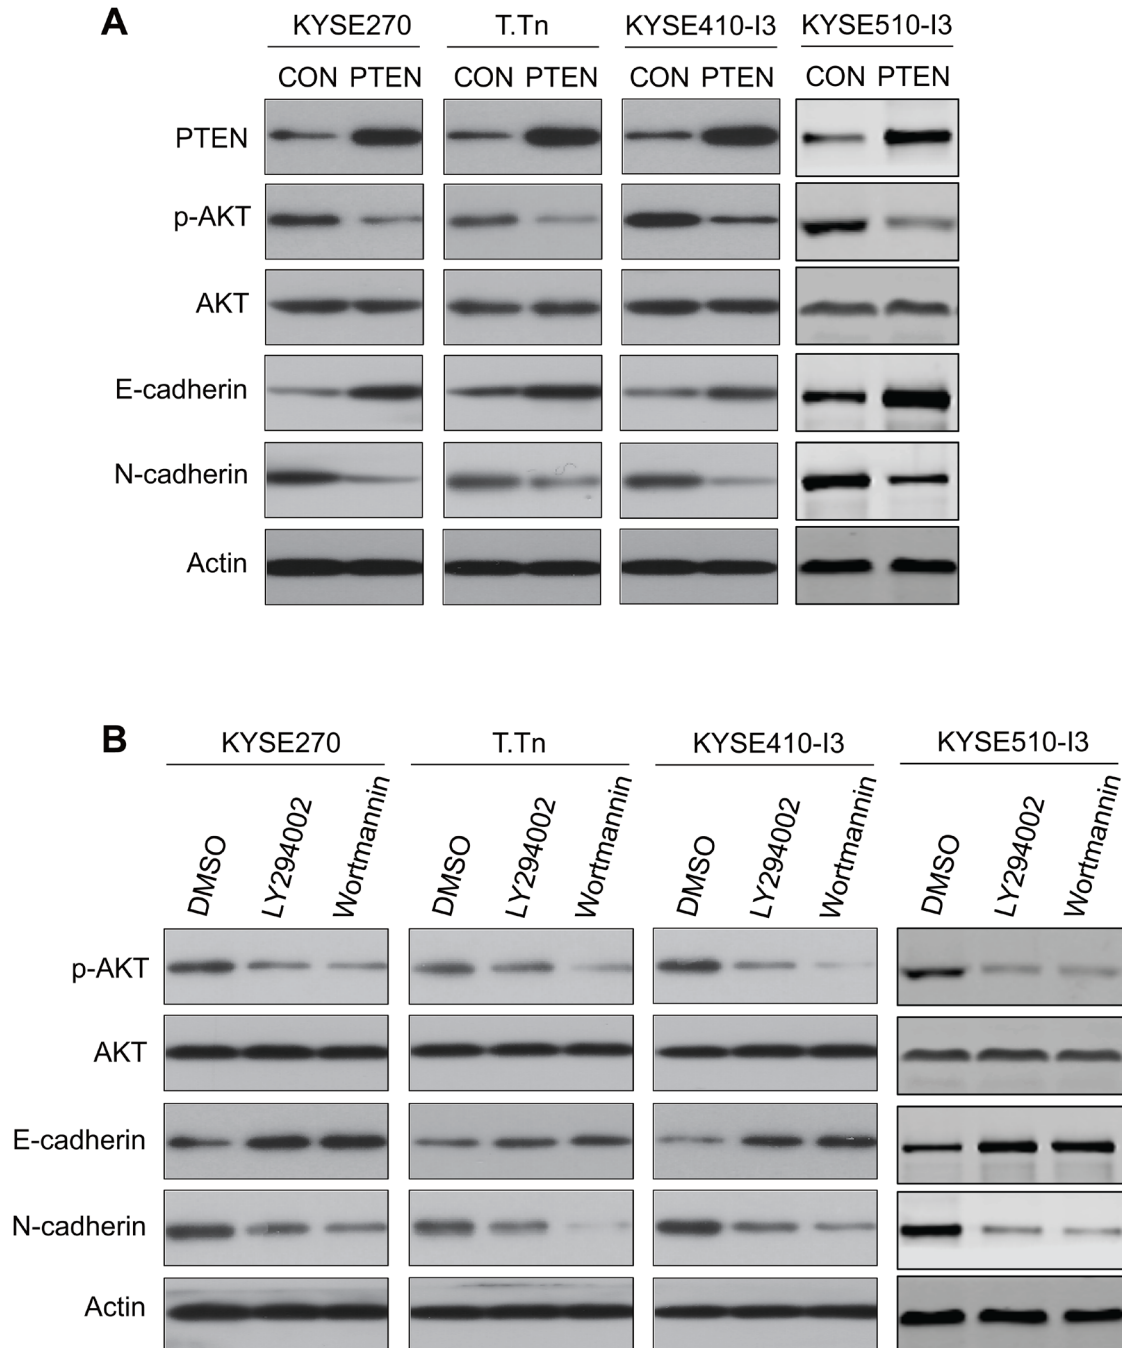 A
KYSE270 T.Tn KYSE410-I3 KYSE510-I3
CON PTEN CON PTEN CON PTEN CON PTEN
PTEN
p-AKT
AKT
E-cadherin
N-cadherin
Actin
B
KYSE270 T.Tn KYSE410-I3 KYSE510-I3
DMSO LY294002 Wortmannin DMSO LY294002 Wortmannin DMSO LY294002 Wortmannin DMSO LY294002 Wortmannin
p-AKT
AKT
E-cadherin
N-cadherin
Actin